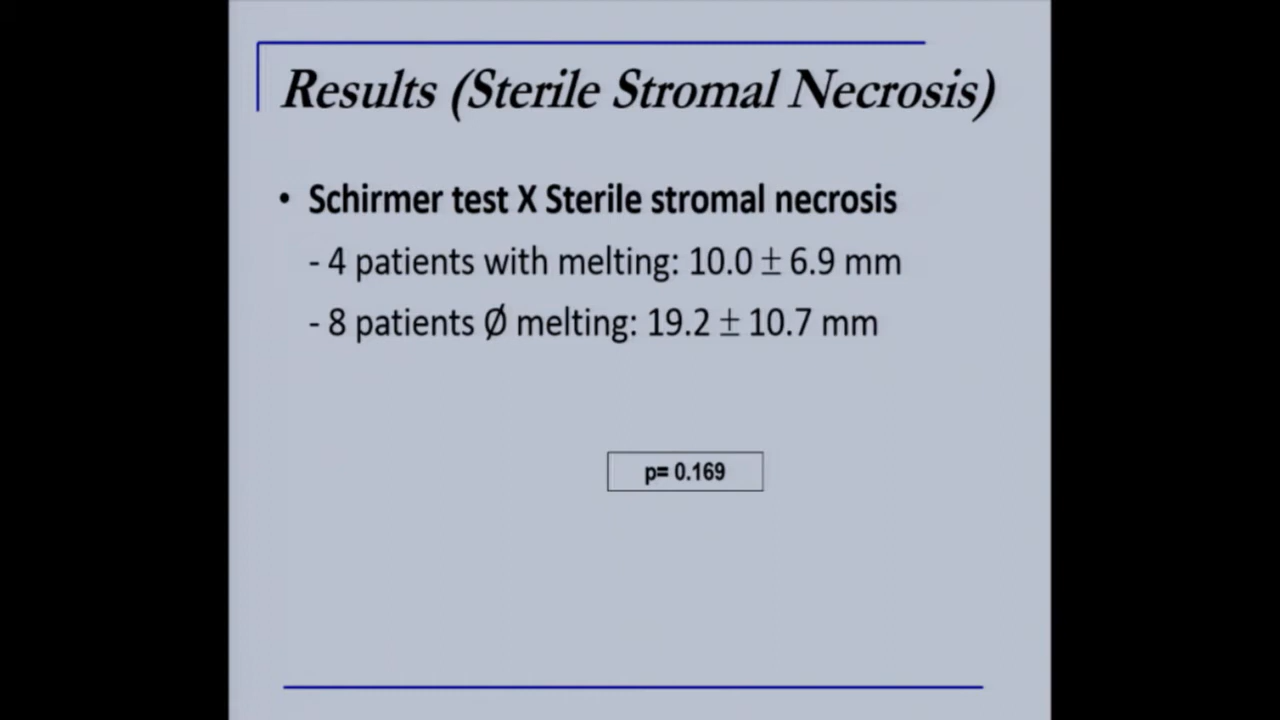 Results (Sterile Stromal Necrosis)
• Schirmer test X Sterile stromal necrosis
- 4 patients with melting: 10.0 ± 6.9 mm
- 8 patients Ø melting: 19.2 ± 10.7 mm
p= 0.169